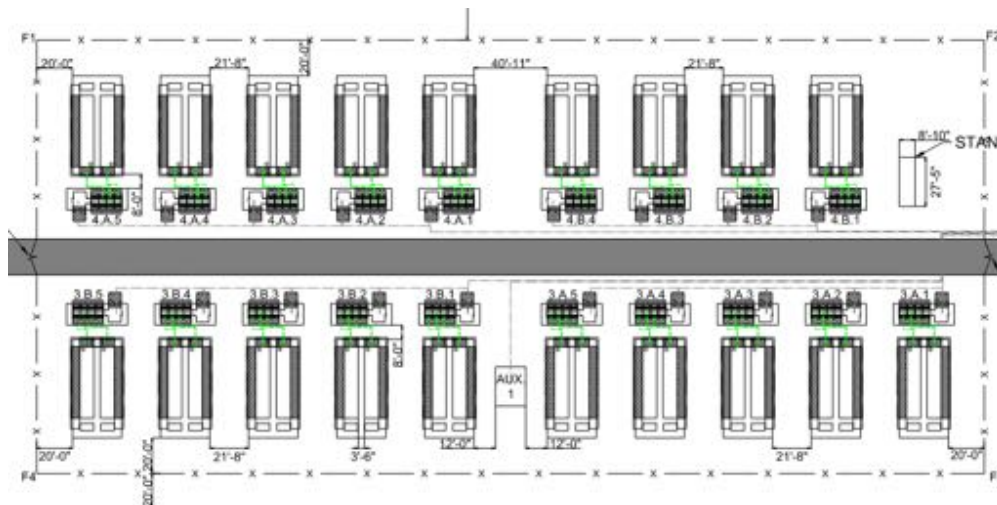 F1
F2
20'-0"
21'-8"
20'-0"
40'-11"
21'-8"
8'-10"
STAN
27'-5"
8'-0"
4.A.5
4.A.4
4.A.3
4.A.2
4.A.1
4.B.4
4.B.3
4.B.2
4.B.1
3.B.5
3.B.4
3.B.3
3.B.2
3.B.1
3.A.5
3.A.4
3.A.3
3.A.2
3.A.1
8'-0"
AUX.
1
20'-0"
20'-0"
21'-8"
3'-6"
12'-0"
12'-0"
21'-8"
20'-0"
F4
F
20'-0"